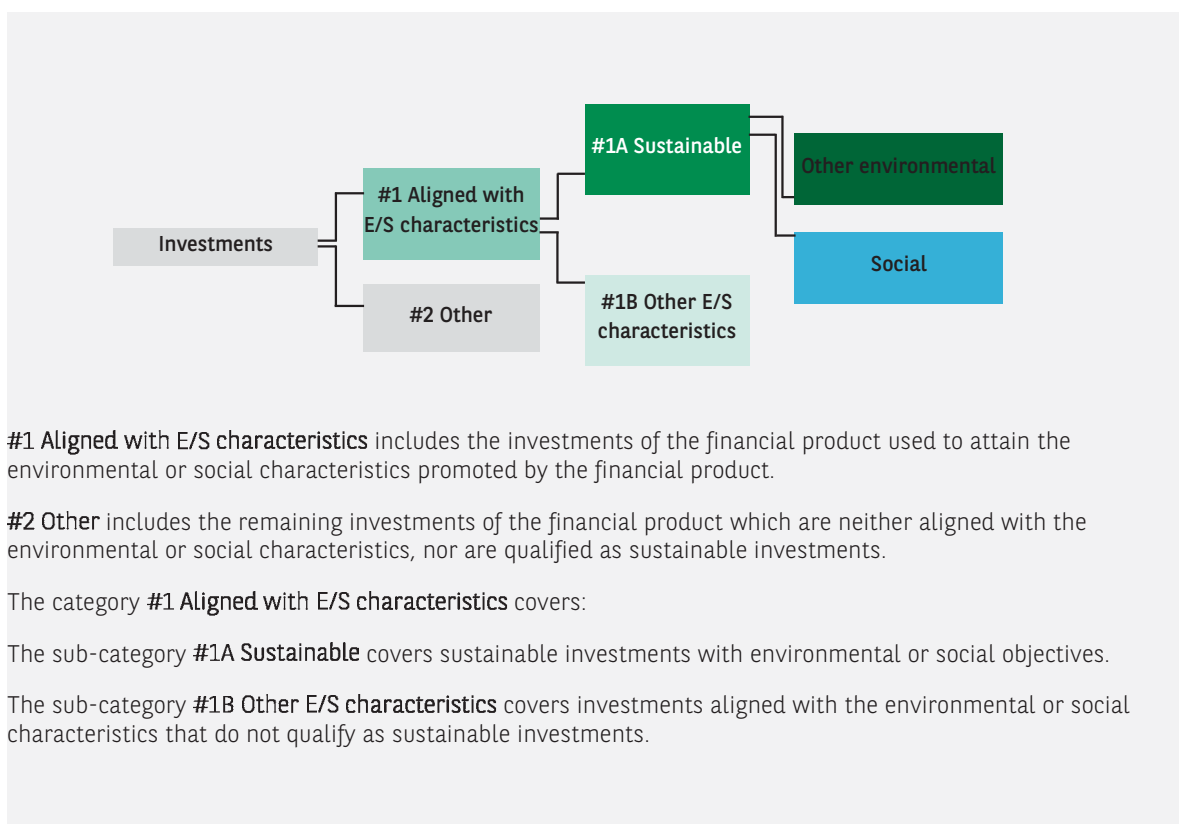 #1A Sustainable
Other environmental
#1 Aligned with
E/S characteristics
Investments
Social
#2 Other
#1B Other E/S
characteristics
#1 Aligned with E/S characteristics includes the investments of the financial product used to attain the
environmental or social characteristics promoted by the financial product.
#2 Other includes the remaining investments of the financial product which are neither aligned with the
environmental or social characteristics, nor are qualified as sustainable investments.
The category #1 Aligned with E/S characteristics covers:
The sub-category #1A Sustainable covers sustainable investments with environmental or social objectives.
The sub-category #1B Other E/S characteristics covers investments aligned with the environmental or social
characteristics that do not qualify as sustainable investments.